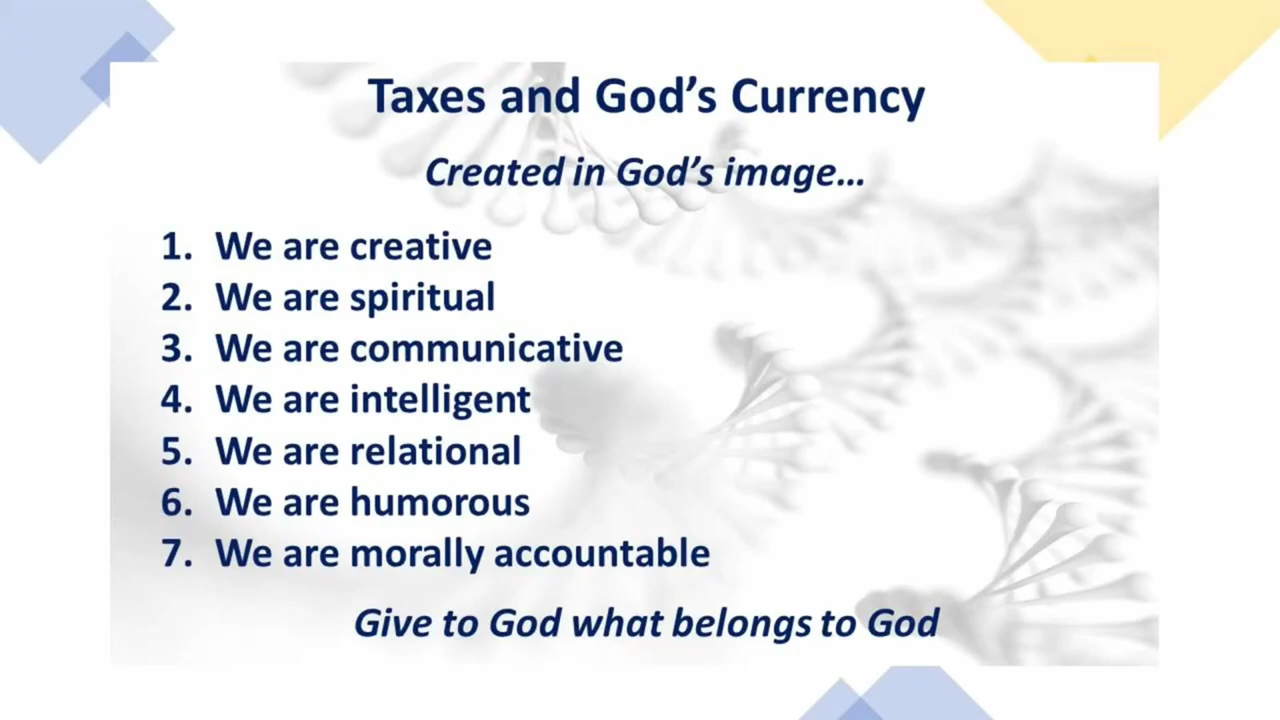 Taxes and God’s Currency
Created in God’s image…
1. We are creative
2. We are spiritual
3. We are communicative
4. We are intelligent
5. We are relational
6. We are humorous
7. We are morally accountable
Give to God what belongs to God